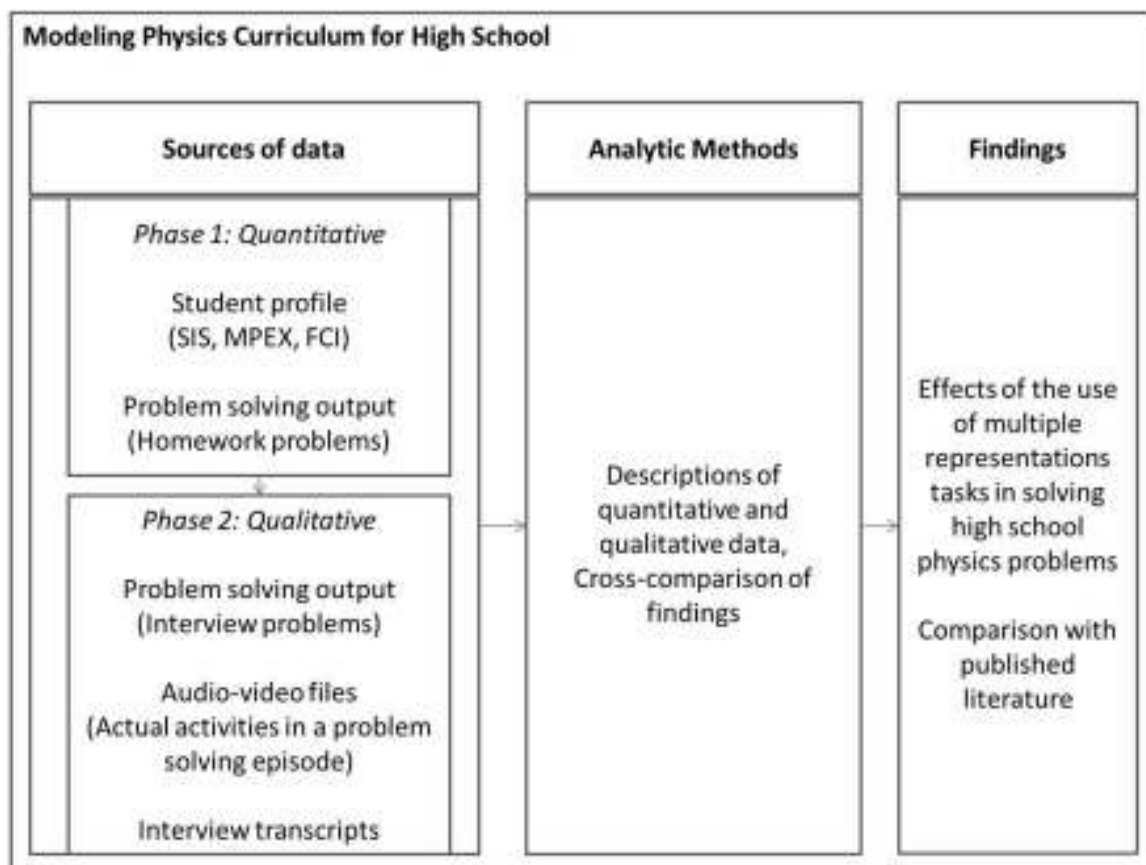 Modeling Physics Curriculum for High School
Sources of data
Phase 1: Quantitative
Student profile
(SIS, MPEX, FCI)
Problem solving output
(Homework problems)
Phase 2: Qualitative
Problem solving output
(Interview problems)
Audio-video files
(Actual activities in a problem
solving episode)
Interview transcripts
Analytic Methods
Descriptions of
quantitative and
qualitative data,
Cross-comparison of
findings
Findings
Effects of the use
of multiple
representations
tasks in solving
high school
physics problems
Comparison with
published
literature